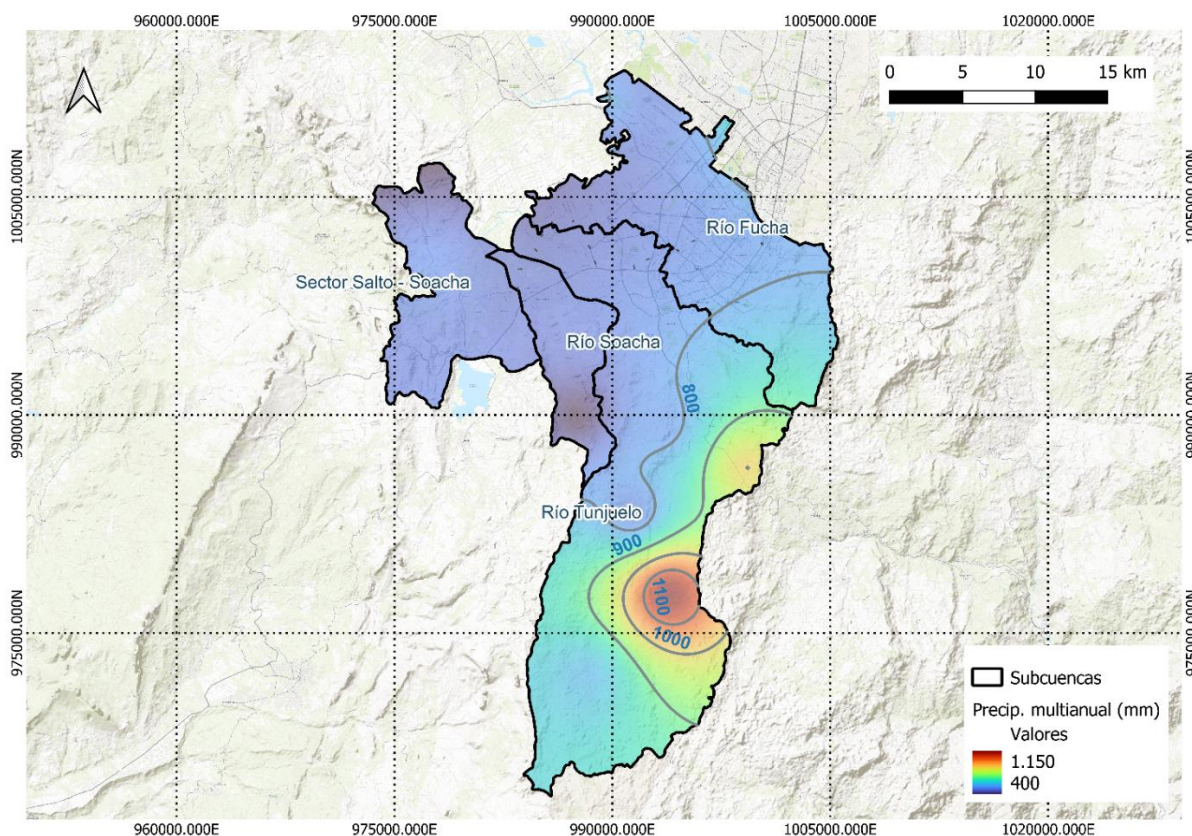 960000.000E 975000.000E 990000.000E 1005000.000E 1020000.000E
0 5 10 15 km
1005000.000N 1005000.000N
Río Fucha
Sector Salto - Soacha
Río Soacha
800
990000.000N 990000.000N
Río Tunjuelo
900
1100
1000
975000.000N 975000.000N
Subcuencas
Precip. multianual (mm)
Valores
1.150
400
960000.000E 975000.000E 990000.000E 1005000.000E 1020000.000E